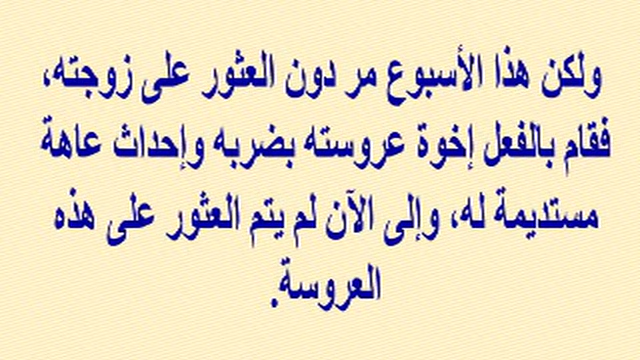 ولكن هذا الأسبوع مر دون العثور على زوجته،
فقام بالفعل إخوة عروسته بضربه وإحداث عاهة
مستديمة له، وإلى الآن لم يتم العثور على هذه
العروسة.